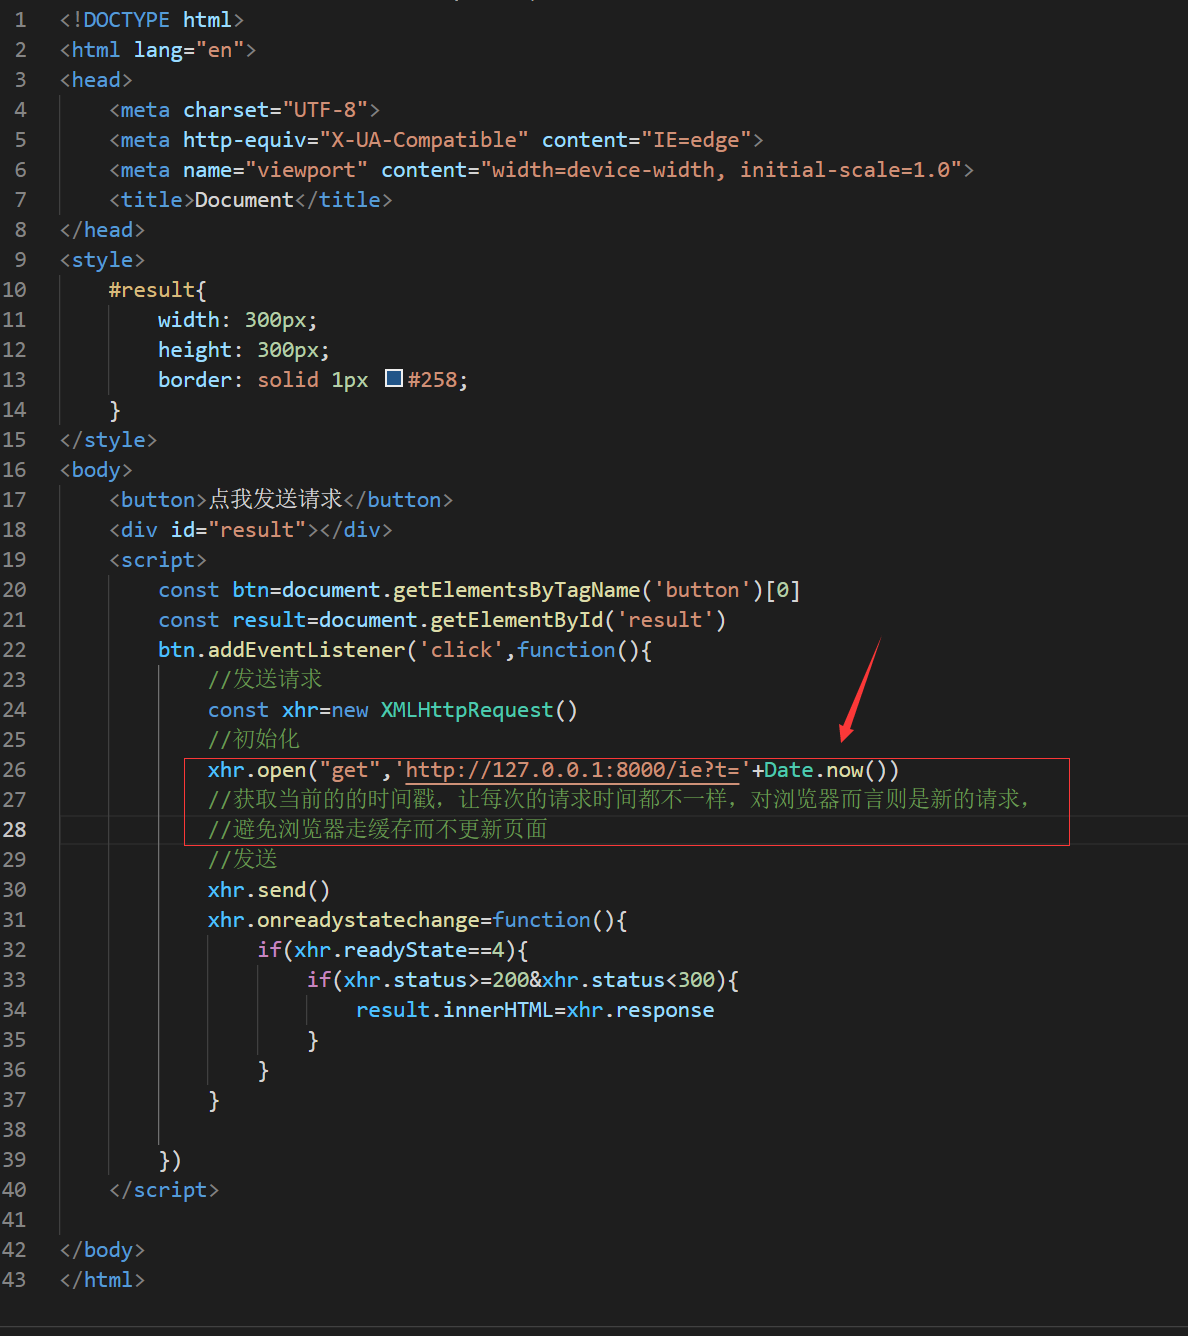 1 <!DOCTYPE html>
2 <html lang="en">
3 <head>
4     <meta charset="UTF-8">
5     <meta http-equiv="X-UA-Compatible" content="IE=edge">
6     <meta name="viewport" content="width=device-width, initial-scale=1.0">
7     <title>Document</title>
8 </head>
9 <style>
10     #result{
11         width: 300px;
12         height: 300px;
13         border: solid 1px #258;
14     }
15 </style>
16 <body>
17     <button>点我发送请求</button>
18     <div id="result"></div>
19     <script>
20         const btn=document.getElementsByTagName('button')[0]
21         const result=document.getElementById('result')
22         btn.addEventListener('click',function(){
23             //发送请求
24             const xhr=new XMLHttpRequest()
25             //初始化
26             xhr.open("get",'http://127.0.0.1:8000/ie?t='+Date.now())
27             //获取当前的的时间戳，让每次的请求时间都不一样，对浏览器而言则是新的请求，
28             //避免浏览器走缓存而不更新页面
29             //发送
30             xhr.send()
31             xhr.onreadystatechange=function(){
32                 if(xhr.readyState==4){
33                     if(xhr.status>=200&xhr.status<300){
34                         result.innerHTML=xhr.response
35                     }
36                 }
37             }
38
39         })
40     </script>
41
42 </body>
43 </html>